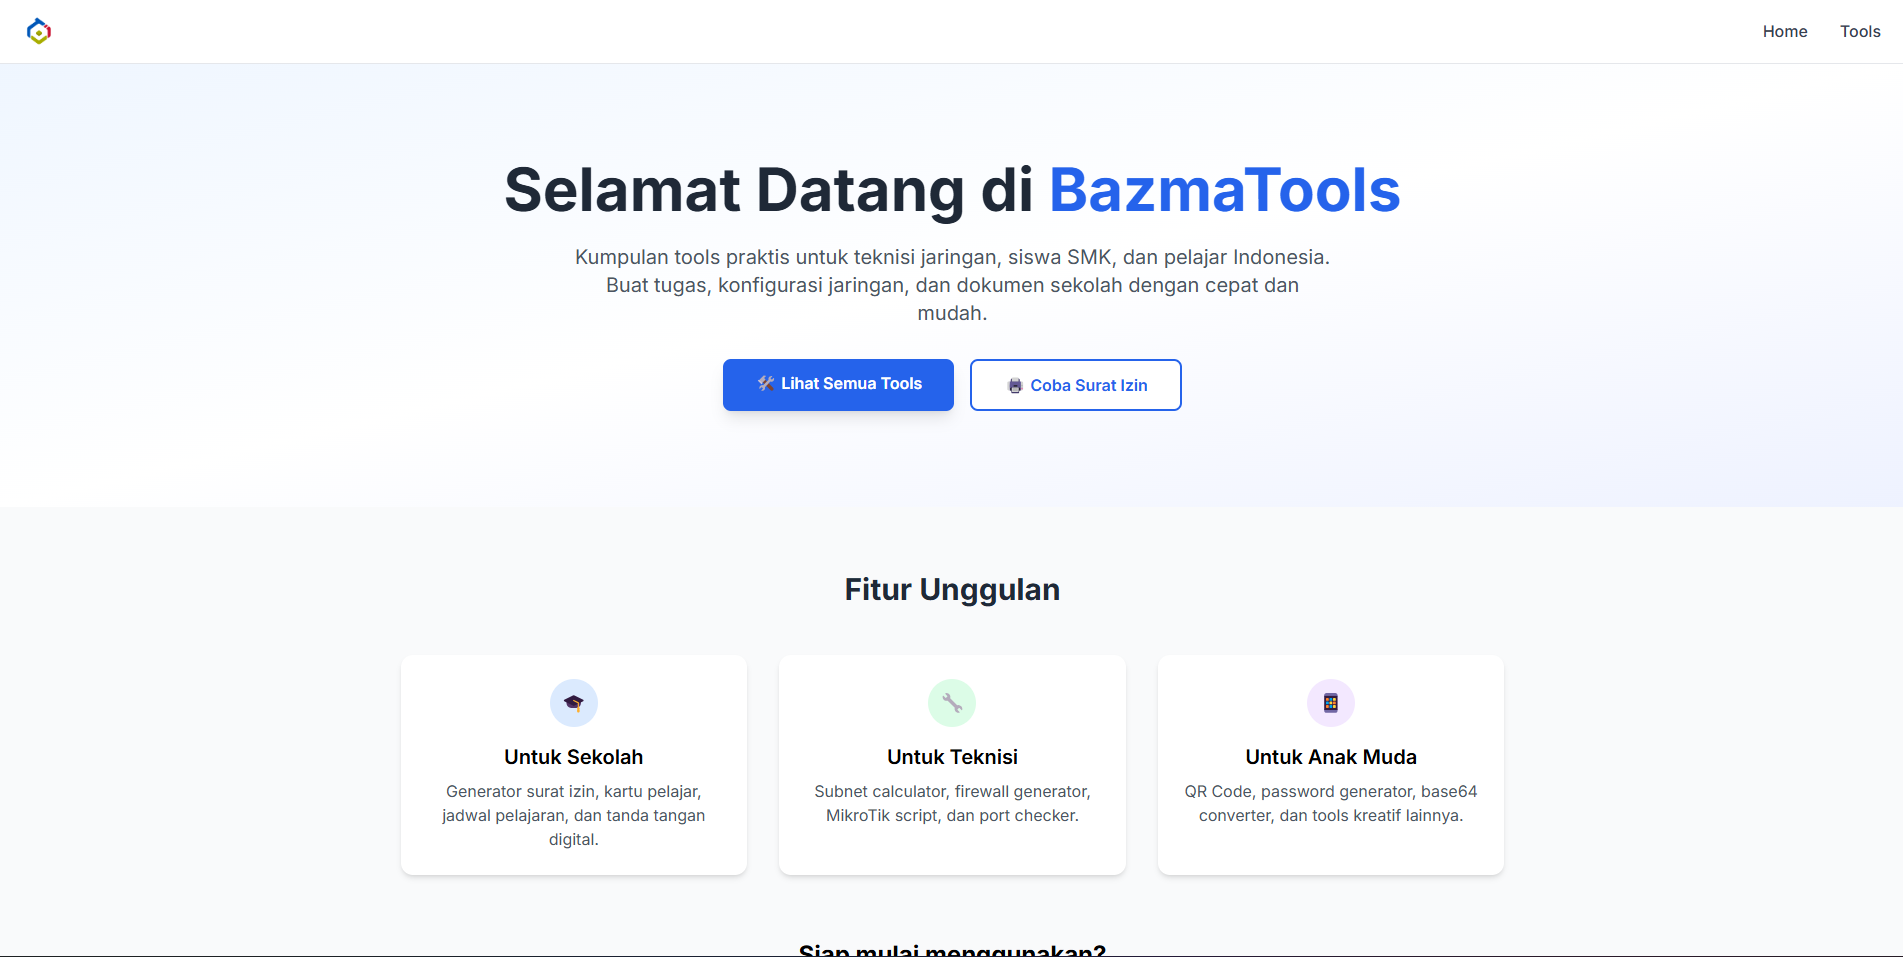 Home
Tools
Selamat Datang di BazmaTools
Kumpulan tools praktis untuk teknisi jaringan, siswa SMK, dan pelajar Indonesia.
Buat tugas, konfigurasi jaringan, dan dokumen sekolah dengan cepat dan
mudah.
Lihat Semua Tools
Coba Surat Izin
Fitur Unggulan
Untuk Sekolah
Generator surat izin, kartu pelajar,
jadwal pelajaran, dan tanda tangan
digital.
Untuk Teknisi
Subnet calculator, firewall generator,
MikroTik script, dan port checker.
Untuk Anak Muda
QR Code, password generator, base64
converter, dan tools kreatif lainnya.
Siap mulai menggunakan?